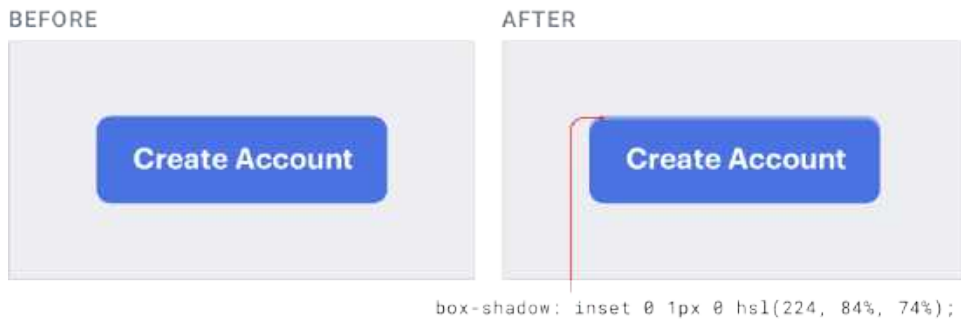 BEFORE
AFTER
Create Account
Create Account
box-shadow: inset 0 1px 0 hsl(224, 84%, 74%);